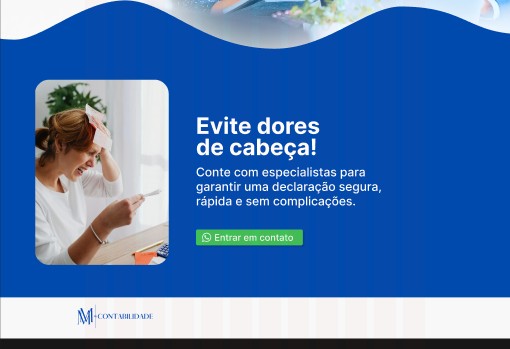 Evite dores
de cabeça!
Conte com especialistas para
garantir uma declaração segura,
rápida e sem complicações.
Entrar em contato
M+CONTABILIDADE